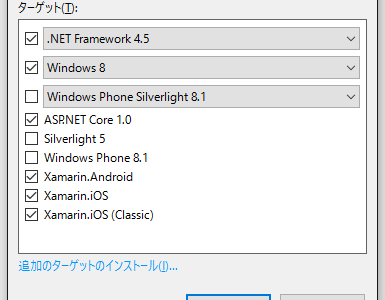 ターゲット(T):
.NET Framework 4.5
Windows 8
Windows Phone Silverlight 8.1
ASP.NET Core 1.0
Silverlight 5
Windows Phone 8.1
Xamarin.Android
Xamarin.iOS
Xamarin.iOS (Classic)
追加のターゲットのインストール(I)...